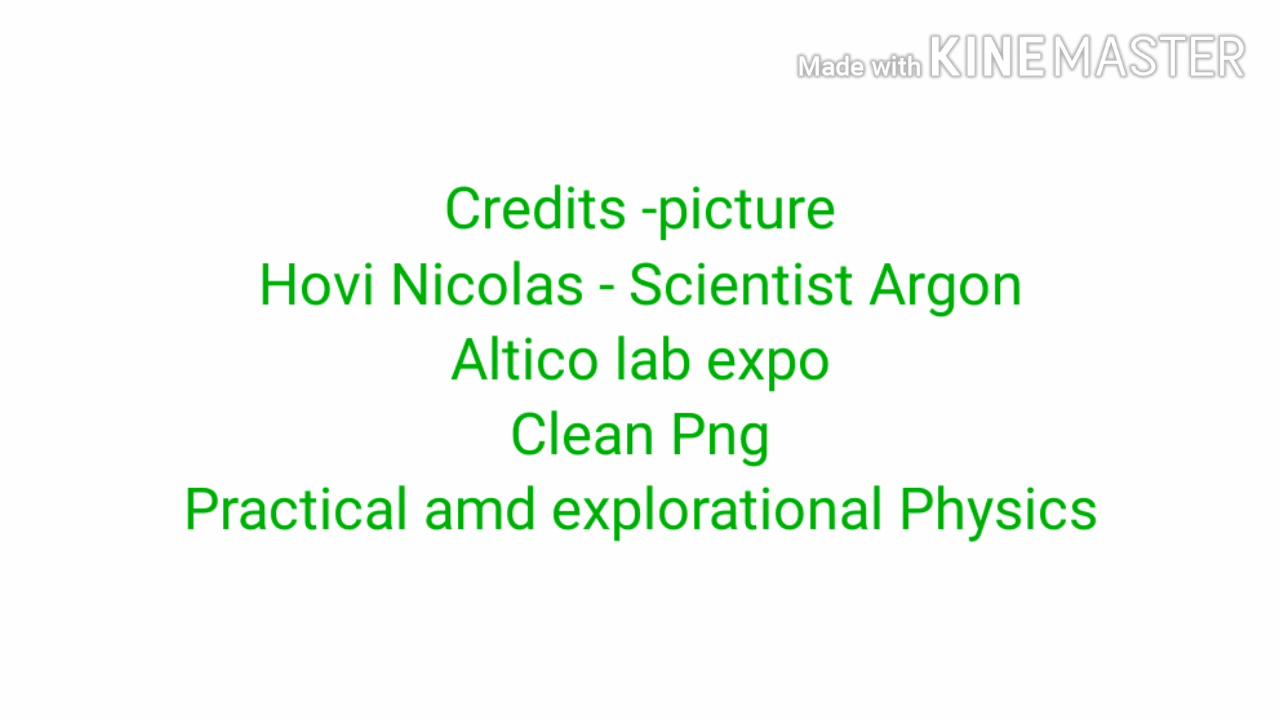 Made with KINEMASTER
Credits -picture
Hovi Nicolas - Scientist Argon
Altico lab expo
Clean Png
Practical amd explorational Physics